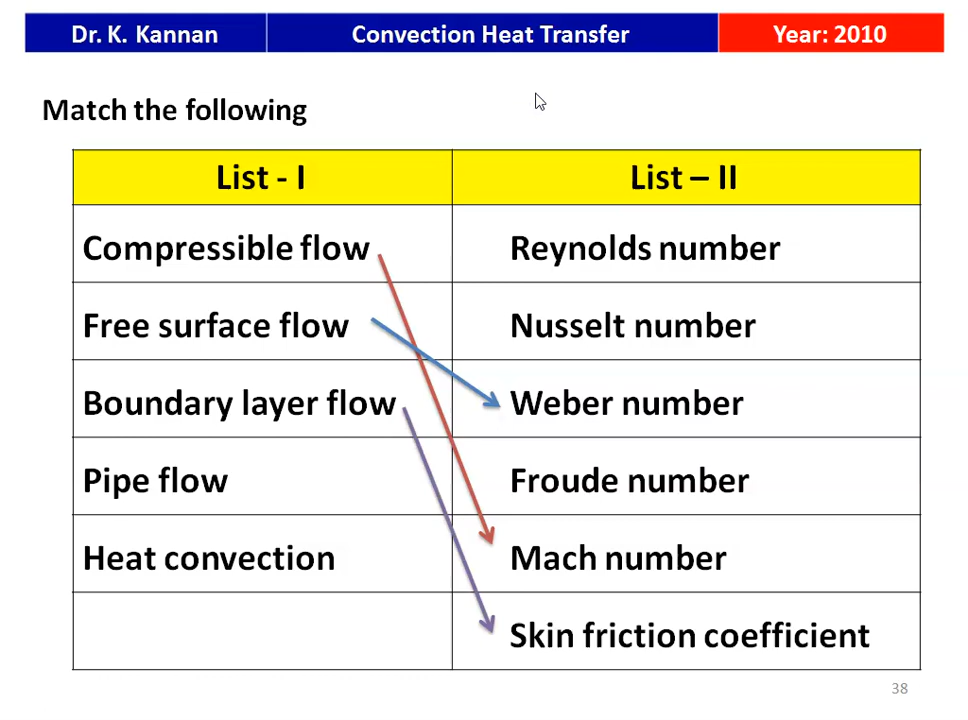 Dr. K. Kannan Convection Heat Transfer Year: 2010
Match the following
List - I List – II
Compressible flow Reynolds number
Free surface flow Nusselt number
Boundary layer flow Weber number
Pipe flow Froude number
Heat convection Mach number
Skin friction coefficient
38